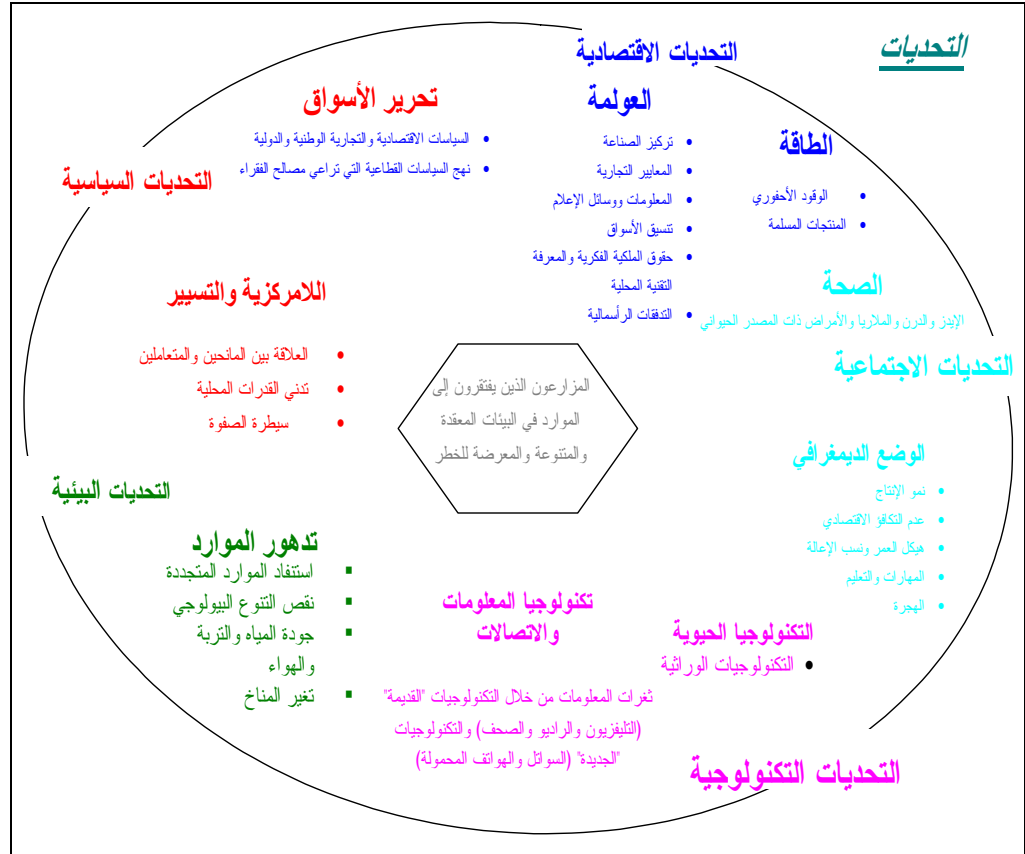 التحديات
التحديات الاقتصادية
العولمة
• تركيز الصناعة
• المعايير التجارية
• المعلومات ووسائل الإعلام
• تنسيق الأسواق
• حقوق الملكية الفكرية والمعرفة
التقنية المحلية
• التدفقات الرأسمالية
الطاقة
• الوقود الأحفوري
• المنتجات المسلمة
تحرير الأسواق
• السياسات الاقتصادية والتجارية الوطنية والدولية
• نهج السياسات القطاعية التي تراعي مصالح الفقراء
التحديات السياسية
اللامركزية والتسيير
• العلاقة بين المانحين والمتعاملين
• تدني القدرات المحلية
• سيطرة الصفوة
الصحة
الإيدز والدرن والملاريا والأمراض ذات المصدر الحيواني
التحديات الاجتماعية
الوضع الديمغرافي
• نمو الإنتاج
• عدم التكافؤ الاقتصادي
• هيكل العمر ونسب الإعالة
• المهارات والتعليم
• الهجرة
المزارعون الذين يفتقرون إلى
الموارد في البيئات المعقدة
والمتنوعة والمعرضة للخطر
التحديات البيئية
تدهور الموارد
▪ استنفاد الموارد المتجددة
▪ نقص التنوع البيولوجي
▪ جودة المياه والتربة
والهواء
▪ تغير المناخ
تكنولوجيا المعلومات
والاتصالات
ثغرات المعلومات من خلال التكنولوجيات "القديمة"
(التليفزيون والراديو والصحف) والتكنولوجيات
"الجديدة" (السواتل والهواتف المحمولة)
التكنولوجيا الحيوية
• التكنولوجيات الوراثية
التحديات التكنولوجية